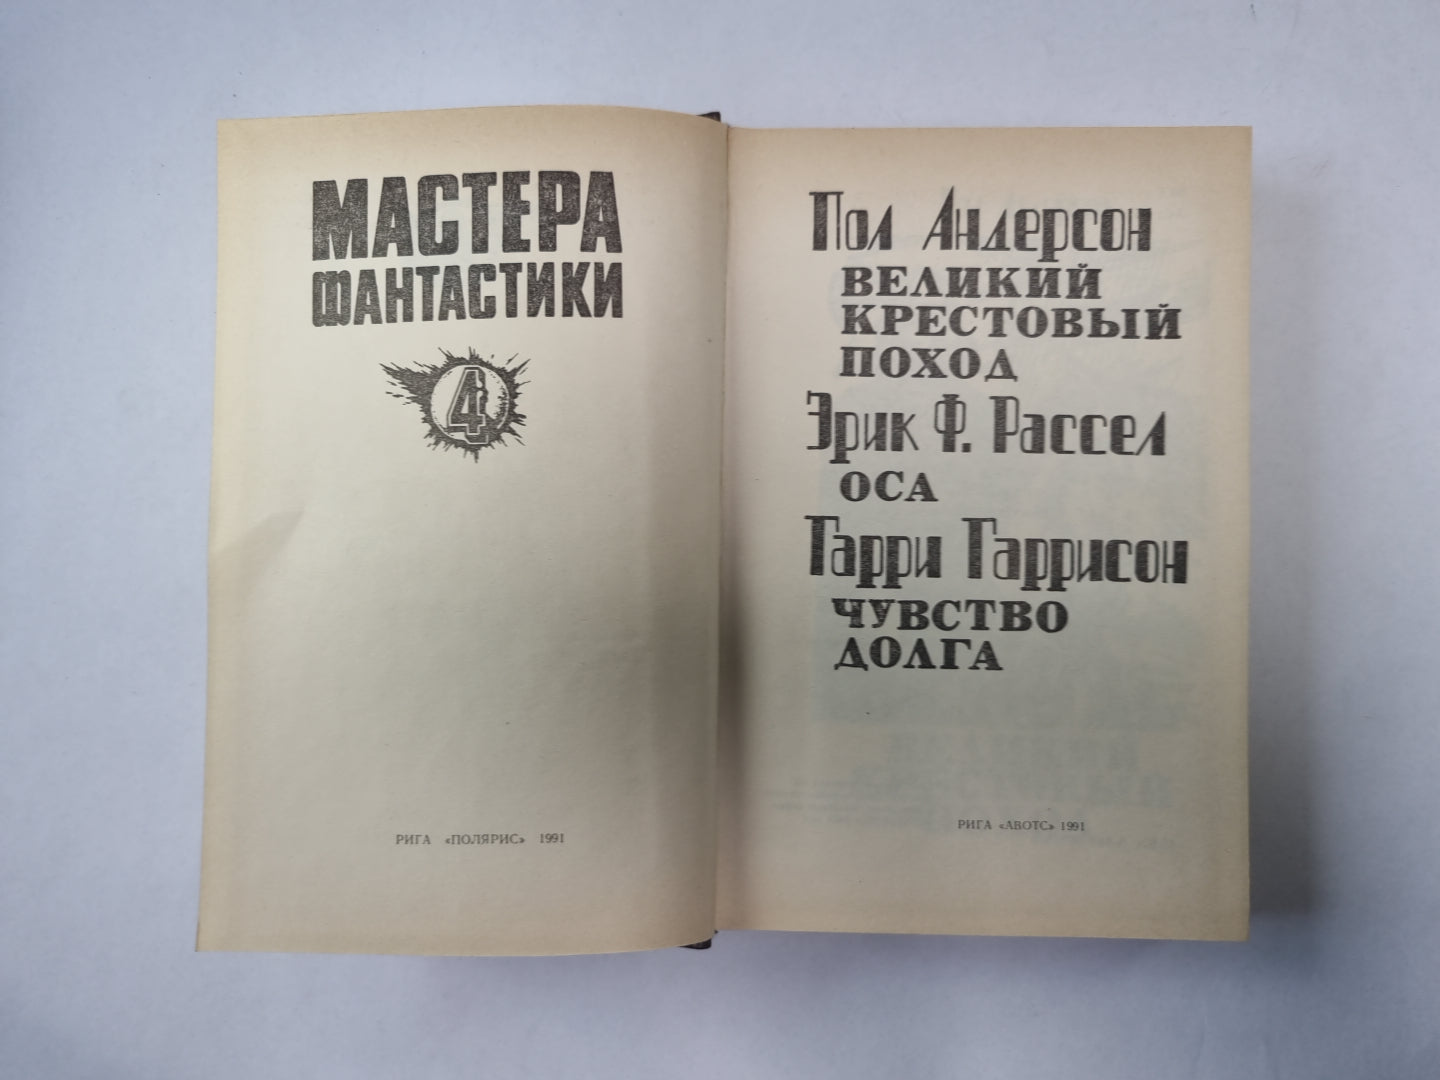 МАСТЕРА
ФАНТАСТИКИ
4
РИГА «ПОЛЯРИС» 1991
Пол Андерсон
ВЕЛИКИЙ
КРЕСТОВЫЙ
ПОХОД
Эрик Ф. Рассел
ОСА
Гарри Гаррисон
ЧУВСТВО
ДОЛГА
РИГА «АВОТС» 1991